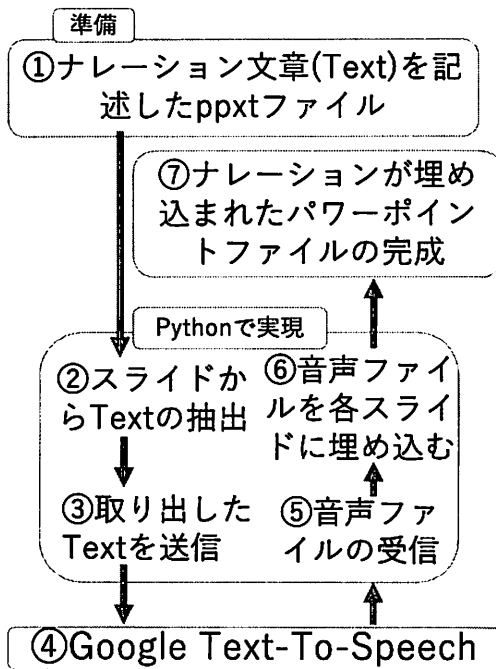 準備
①ナレーション文章(Text)を記
述したppxtファイル
⑦ナレーションが埋め
込まれたパワーポイン
トファイルの完成
Pythonで実現
②スライドか
らTextの抽出
③取り出した
Textを送信
⑥音声ファイ
ルを各スライ
ドに埋め込む
⑤音声ファ
イルの受信
④Google Text-To-Speech